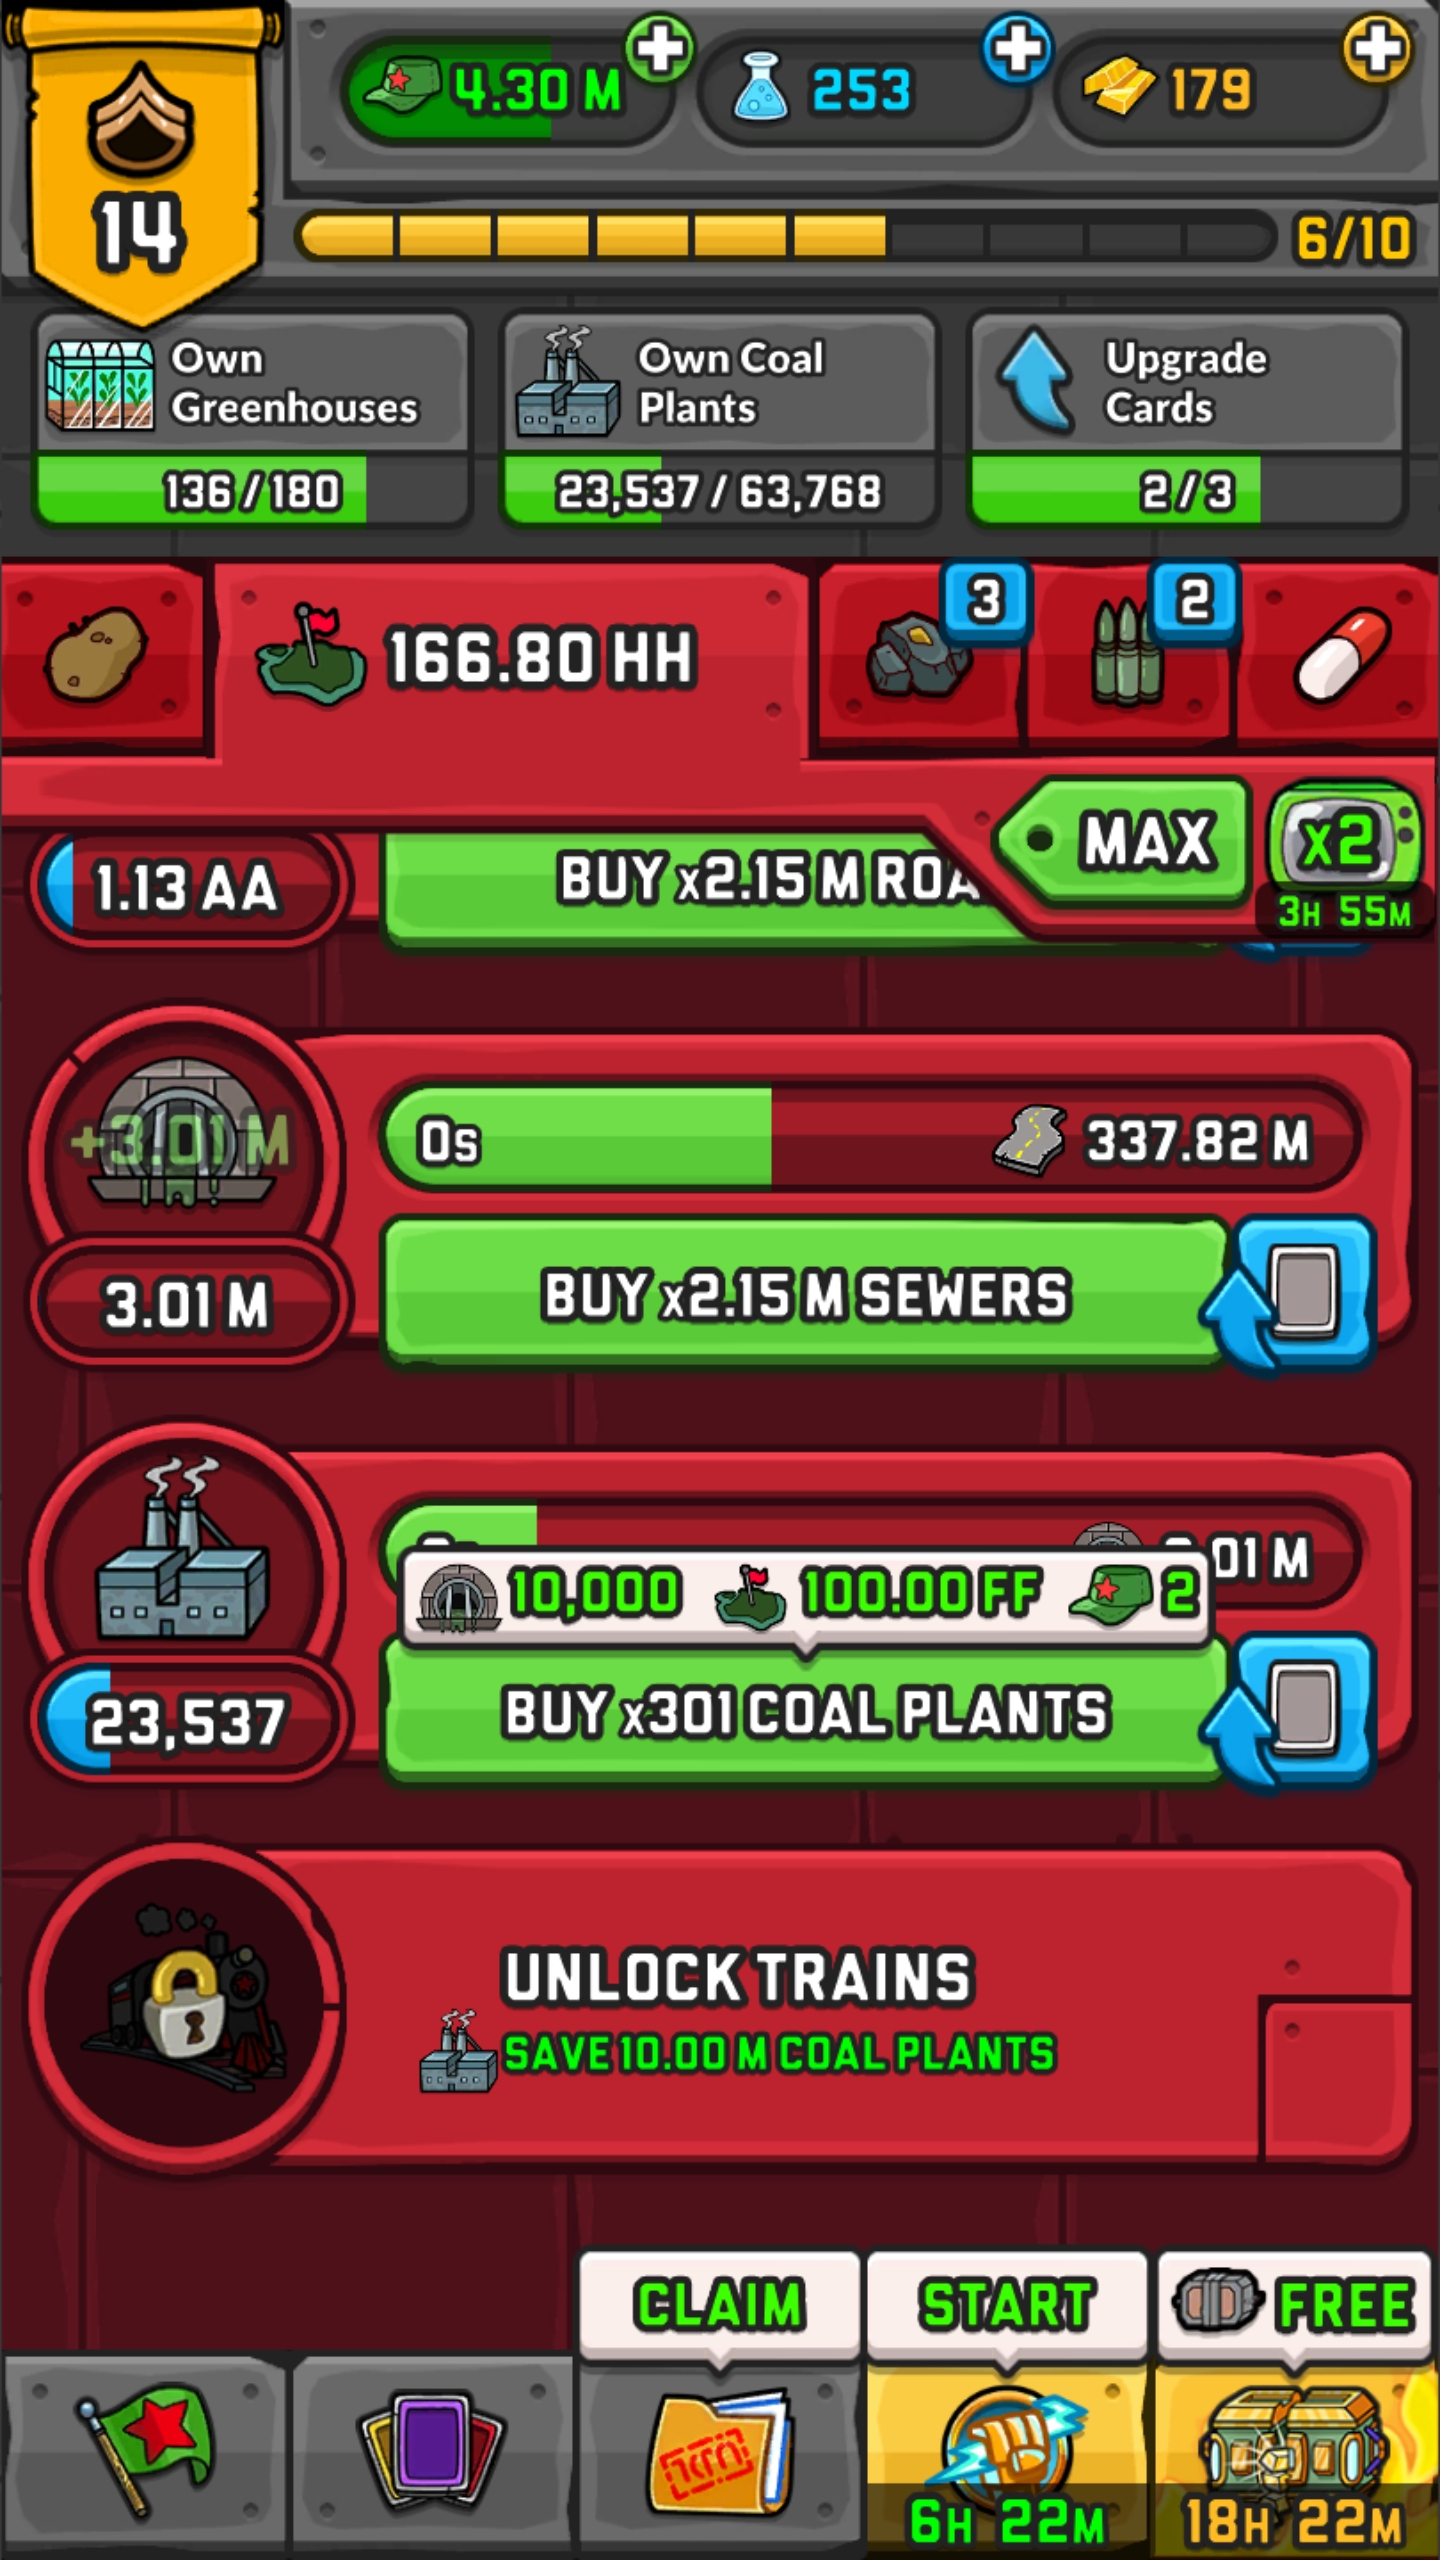 4.30 M
253
179
14
6/10
Own
Greenhouses
136 / 180
Own Coal
Plants
23,537 / 63,768
Upgrade
Cards
2 / 3
166.80 HH
3
2
MAX
x2
3H 55M
1.13 AA
BUY x2.15 M
+3.01 M
0s
337.82 M
3.01 M
BUY x2.15 M SEWERS
10,000
100.00 FF
2
23,537
BUY x301 COAL PLANTS
UNLOCK TRAINS
SAVE 10.00 M COAL PLANTS
CLAIM
START
FREE
6H 22M
18H 22M